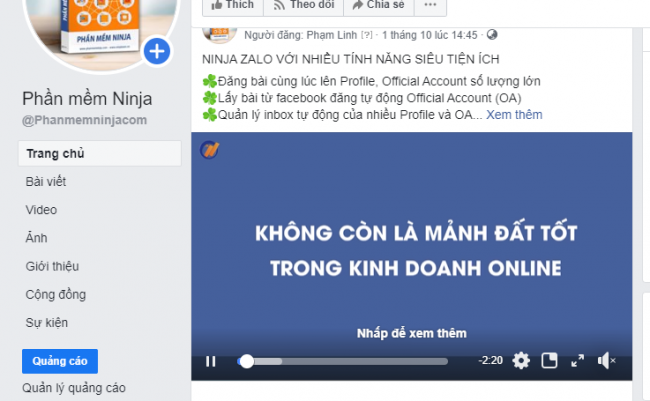 Thích
Theo dõi
Chia sẻ
PHẦN MỀM NINJA
Phần mềm Ninja
@Phanmemninjacom
Trang chủ
Bài viết
Video
Ảnh
Giới thiệu
Cộng đồng
Sự kiện
Quảng cáo
Quản lý quảng cáo
Người đăng: Phạm Linh [?] · 1 tháng 10 lúc 14:45 ·
NINJA ZALO VỚI NHIỀU TÍNH NĂNG SIÊU TIỆN ÍCH
Đăng bài cùng lúc lên Profile, Official Account số lượng lớn
Lấy bài từ facebook đăng tự động Official Account (OA)
Quản lý inbox tự động của nhiều Profile và OA... Xem thêm
KHÔNG CÒN LÀ MẢNH ĐẤT TỐT
TRONG KINH DOANH ONLINE
Nhấp để xem thêm
-2:20